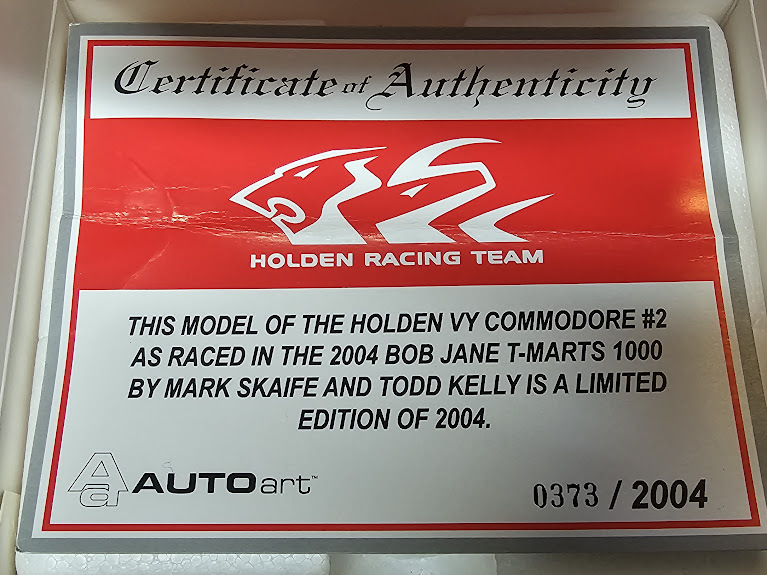 Certificate of Authenticity
HOLDEN RACING TEAM
THIS MODEL OF THE HOLDEN VY COMMODORE #2
AS RACED IN THE 2004 BOB JANE T-MARTS 1000
BY MARK SKAIFE AND TODD KELLY IS A LIMITED
EDITION OF 2004.
Aa AUTOart™
0373 / 2004